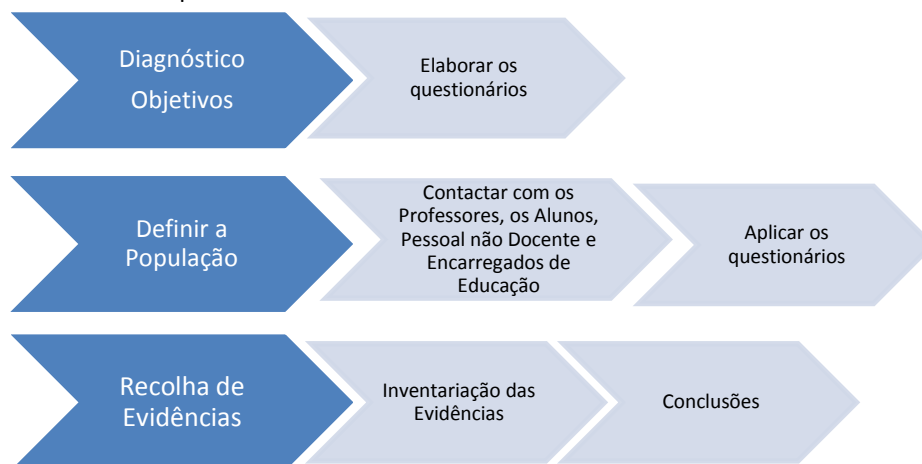 Diagnóstico
Objetivos
Elaborar os
questionários
Definir a
População
Contactar com os
Professores, os Alunos,
Pessoal não Docente e
Encarregados de
Educação
Aplicar os
questionários
Recolha de
Evidências
Inventariação das
Evidências
Conclusões